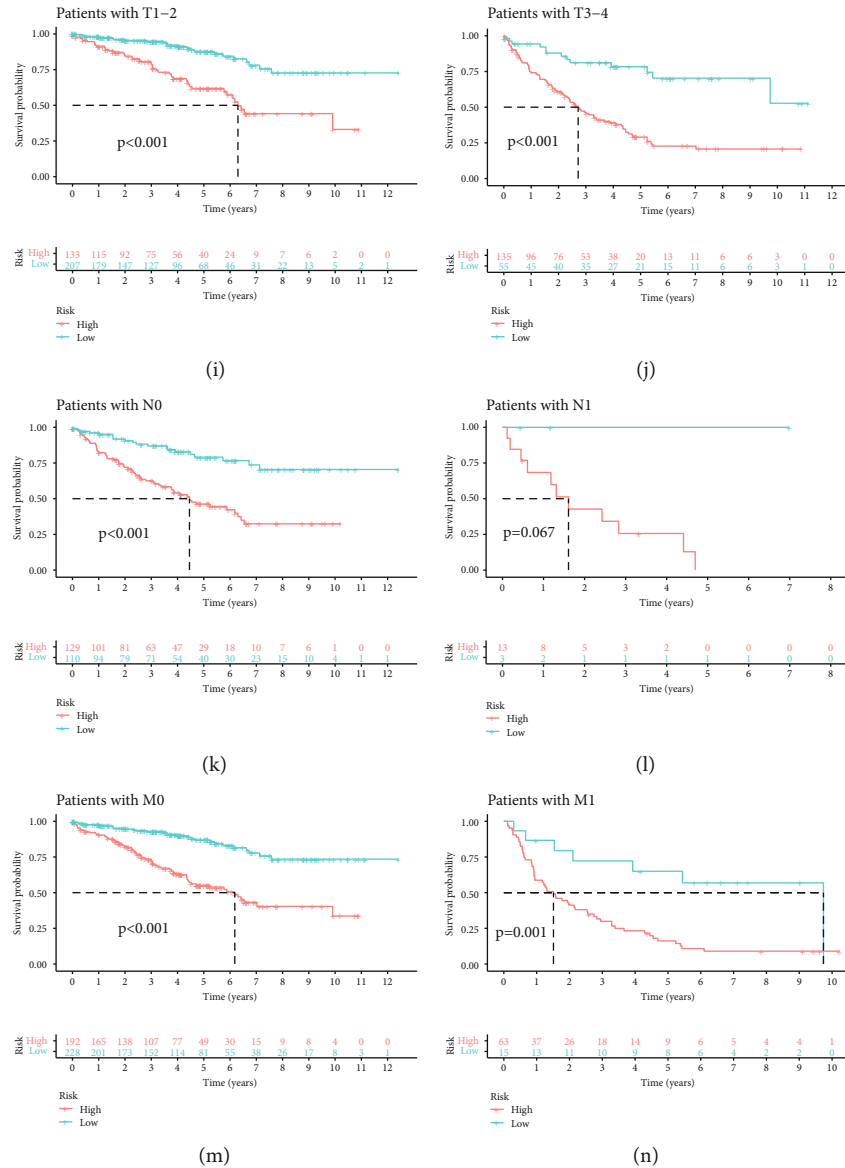 Patients with T1-2
Survival probability
1.00
0.75
0.50
0.25
0.00
p<0.001
0 1 2 3 4 5 6 7 8 9 10 11 12
Time (years)
Risk
High 133 115 92 75 56 40 24 9 7 6 2 0 0
Low 207 179 147 127 96 68 46 31 22 13 5 2 1
0 1 2 3 4 5 6 7 8 9 10 11 12
Time (years)
Risk
High
Low
(i)
Patients with T3-4
Survival probability
1.00
0.75
0.50
0.25
0.00
p<0.001
0 1 2 3 4 5 6 7 8 9 10 11 12
Time (years)
Risk
High 135 96 76 53 38 20 13 11 6 6 3 0 0
Low 55 45 40 35 27 21 15 11 6 6 3 1 0
0 1 2 3 4 5 6 7 8 9 10 11 12
Time (years)
Risk
High
Low
(j)
Patients with N0
Survival probability
1.00
0.75
0.50
0.25
0.00
p<0.001
0 1 2 3 4 5 6 7 8 9 10 11 12
Time (years)
Risk
High 129 101 81 63 47 29 18 10 7 6 1 0 0
Low 110 94 79 71 54 40 30 23 15 10 4 1 1
0 1 2 3 4 5 6 7 8 9 10 11 12
Time (years)
Risk
High
Low
(k)
Patients with N1
Survival probability
1.00
0.75
0.50
0.25
0.00
p=0.067
0 1 2 3 4 5 6 7 8
Time (years)
Risk
High 13 8 5 3 2 0 0 0 0
Low 3 2 1 1 1 1 1 0 0
0 1 2 3 4 5 6 7 8
Time (years)
Risk
High
Low
(l)
Patients with M0
Survival probability
1.00
0.75
0.50
0.25
0.00
p<0.001
0 1 2 3 4 5 6 7 8 9 10 11 12
Time (years)
Risk
High 192 165 138 107 77 49 30 15 9 8 4 0 0
Low 228 201 173 152 114 81 55 38 26 17 8 3 1
0 1 2 3 4 5 6 7 8 9 10 11 12
Time (years)
Risk
High
Low
(m)
Patients with M1
Survival probability
1.00
0.75
0.50
0.25
0.00
p=0.001
0 1 2 3 4 5 6 7 8 9 10
Time (years)
Risk
High 63 37 26 18 14 9 6 5 4 4 1
Low 15 13 11 10 9 8 6 4 2 2 0
0 1 2 3 4 5 6 7 8 9 10
Time (years)
Risk
High
Low
(n)